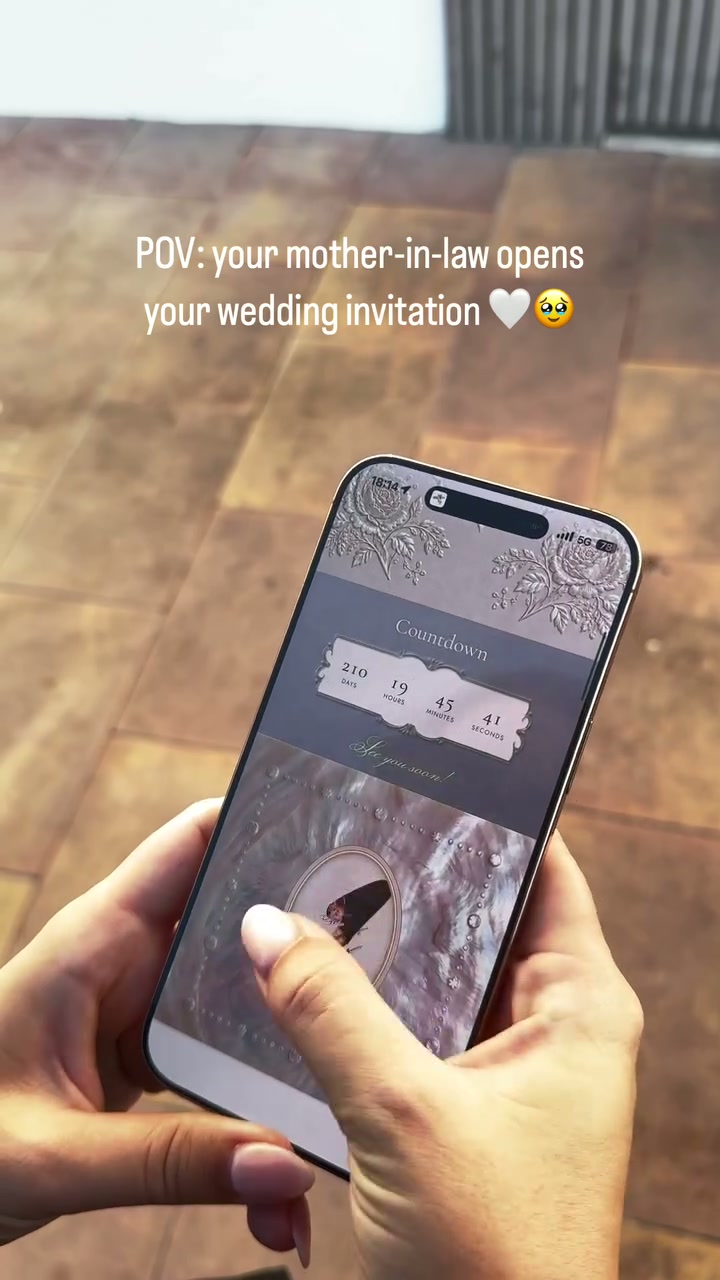 POV: your mother-in-law opens
your wedding invitation 🤍🥹
18:14
5G 78
Countdown
210 19 45 41
DAYS HOURS MINUTES SECONDS
See you soon!